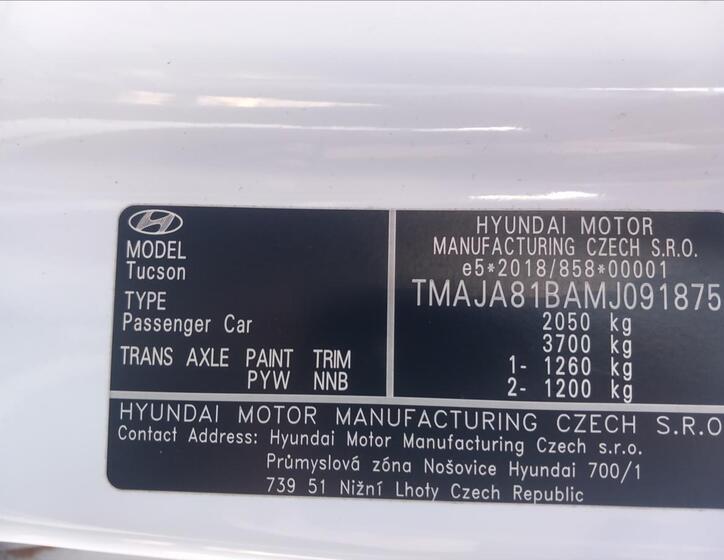 MODEL
Tucson
TYPE
Passenger Car
TRANS AXLE PAINT TRIM
PYW NNB
HYUNDAI MOTOR
MANUFACTURING CZECH S.R.O.
e5*2018/858*00001
TMAJA81BAMJ091875
2050 kg
3700 kg
1- 1260 kg
2- 1200 kg
HYUNDAI MOTOR MANUFACTURING CZECH S.R.O
Contact Address: Hyundai Motor Manufacturing Czech s.r.o.
Průmyslová zóna Nošovice Hyundai 700/1
739 51 Nižní Lhoty Czech Republic